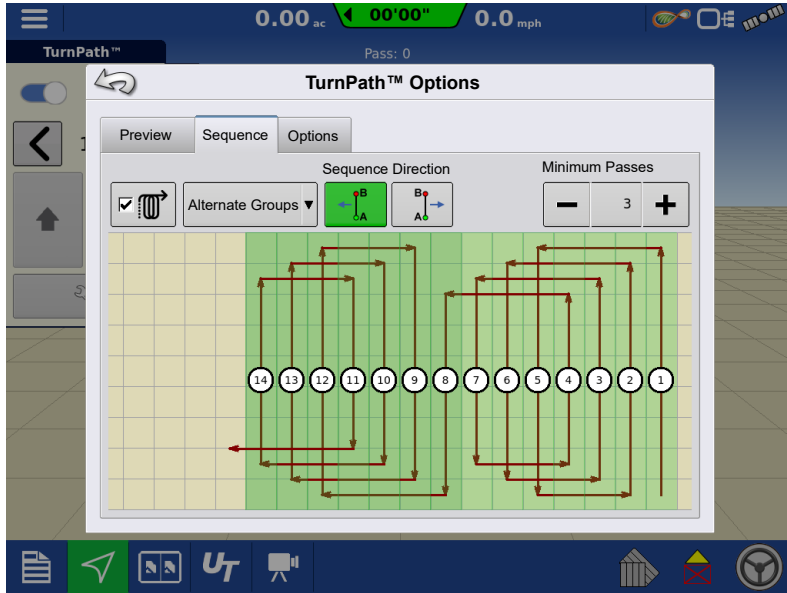 0.00 ac
00'00"
0.0 mph
TurnPath™
Pass: 0
TurnPath™ Options
Preview
Sequence
Options
Sequence Direction
Minimum Passes
Alternate Groups ▼
B
A
B
A
3
14 13 12 11 10 9 8 7 6 5 4 3 2 1
UT